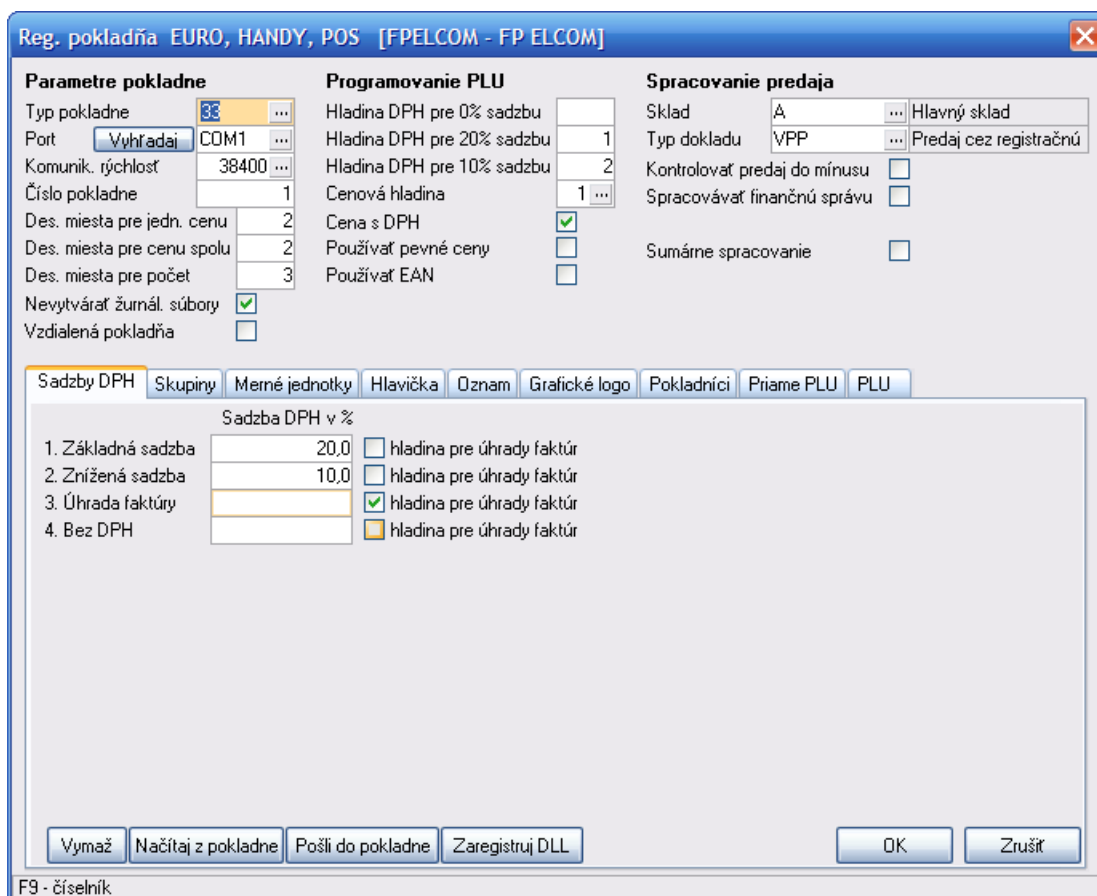 Reg. pokladňa EURO, HANDY, POS [FPELCOM - FP ELCOM]
Parametre pokladne
Typ pokladne 33 ...
Port Vyhľadaj COM1 ...
Komunik. rýchlosť 38400 ...
Číslo pokladne 1
Des. miesta pre jedn. cenu 2
Des. miesta pre cenu spolu 2
Des. miesta pre počet 3
Nevytvárať žurnál. súbory
Vzdialená pokladňa
Programovanie PLU
Hladina DPH pre 0% sadzbu
Hladina DPH pre 20% sadzbu 1
Hladina DPH pre 10% sadzbu 2
Cenová hladina 1 ...
Cena s DPH
Používať pevné ceny
Používať EAN
Spracovanie predaja
Sklad A ... Hlavný sklad
Typ dokladu VPP ... Predaj cez registračnú
Kontrolovať predaj do mínusu
Spracovávať finančnú správu
Sumárne spracovanie
Sadzby DPH Skupiny Merné jednotky Hlavička Oznam Grafické logo Pokladníci Priame PLU PLU
Sadzba DPH v %
1. Základná sadzba 20,0 hladina pre úhrady faktúr
2. Znížená sadzba 10,0 hladina pre úhrady faktúr
3. Úhrada faktúry hladina pre úhrady faktúr
4. Bez DPH hladina pre úhrady faktúr
Vymaž Načítaj z pokladne Pošli do pokladne Zaregistruj DLL OK Zrušiť
F9 - číselník